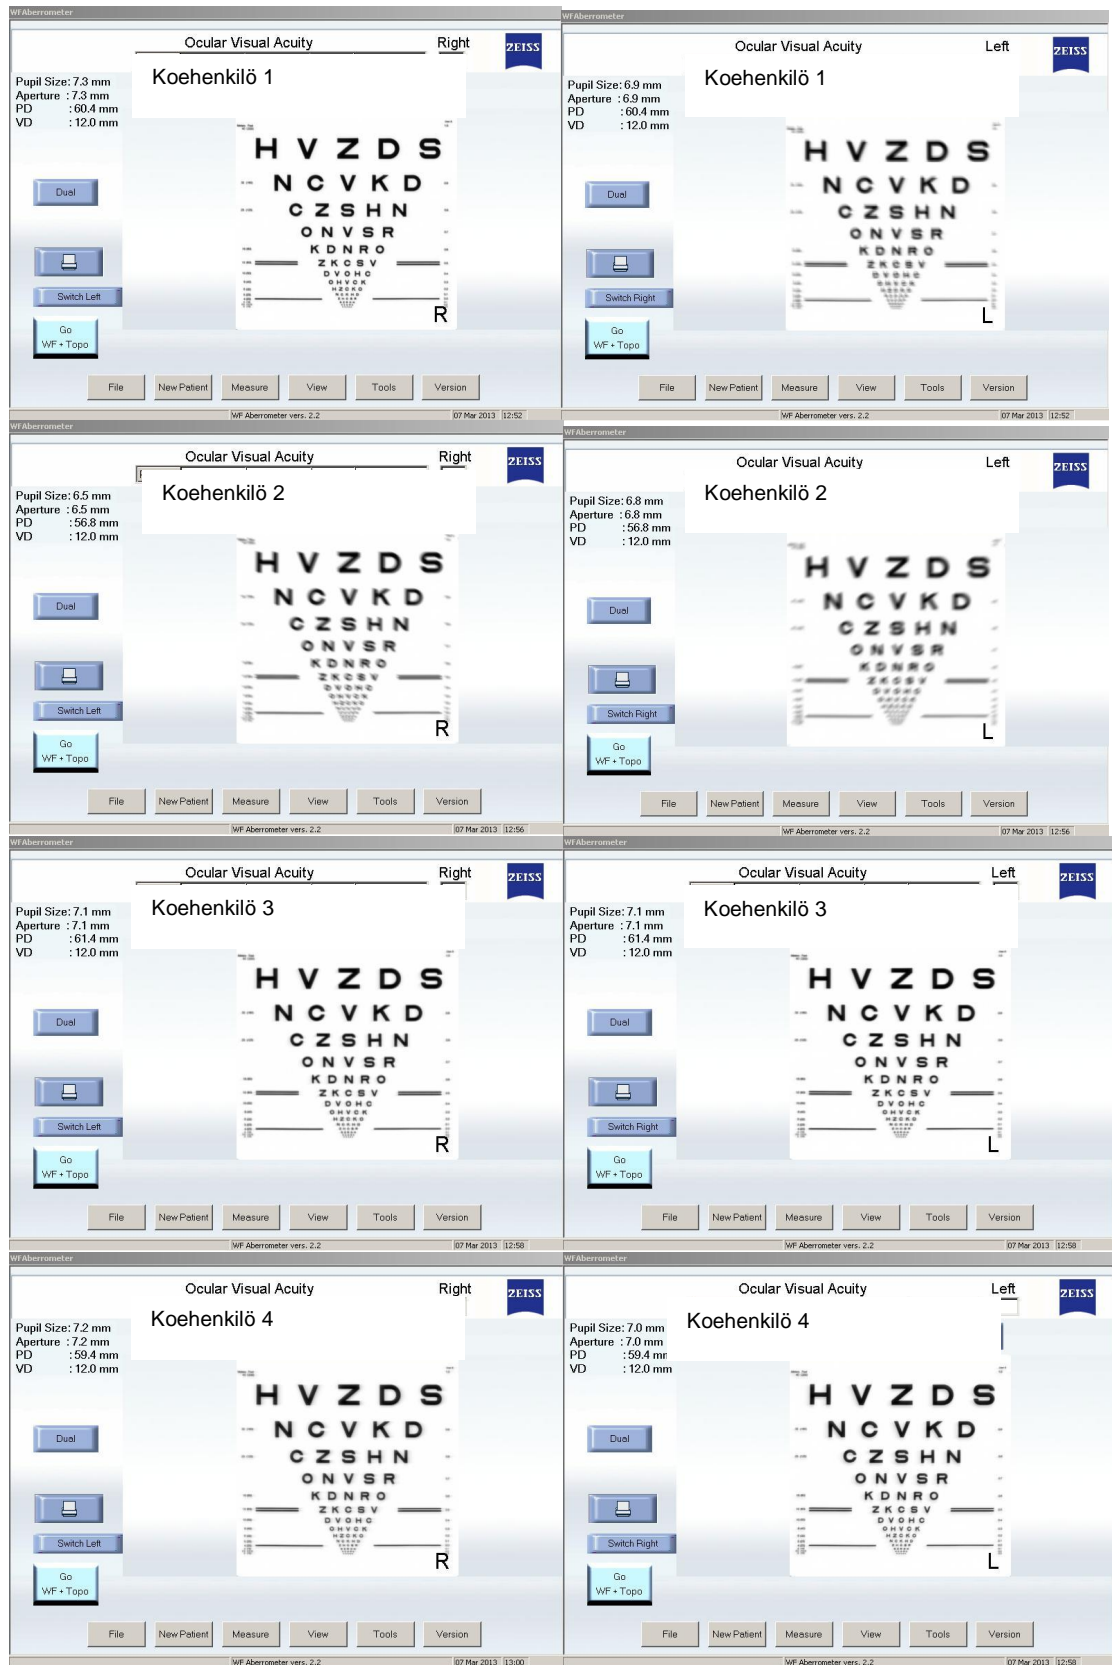 WFAberrometer
Ocular Visual Acuity Right
ZEISS
Koehenkilö 1
Pupil Size: 7.3 mm
Aperture : 7.3 mm
PD : 60.4 mm
VD : 12.0 mm
H V Z D S
N C V K D
C Z S H N
O N V S R
K D N R O
Z K C S V
D V O H C
O H V C K
H Z C K O
R
Dual
Switch Left
Go
WF + Topo
File New Patient Measure View Tools Version
WF Aberrometer vers. 2.2 07 Mar 2013 12:52
WFAberrometer
Ocular Visual Acuity Left
ZEISS
Koehenkilö 1
Pupil Size: 6.9 mm
Aperture : 6.9 mm
PD : 60.4 mm
VD : 12.0 mm
H V Z D S
N C V K D
C Z S H N
O N V S R
K D N R O
Z K C S V
D V O H C
L
Dual
Switch Right
Go
WF + Topo
File New Patient Measure View Tools Version
WF Aberrometer vers. 2.2 07 Mar 2013 12:52
WFAberrometer
Ocular Visual Acuity Right
ZEISS
Koehenkilö 2
Pupil Size: 6.5 mm
Aperture : 6.5 mm
PD : 56.8 mm
VD : 12.0 mm
H V Z D S
N C V K D
C Z S H N
O N V S R
K D N R O
Z K C S V
R
Dual
Switch Left
Go
WF + Topo
File New Patient Measure View Tools Version
WF Aberrometer vers. 2.2 07 Mar 2013 12:56
WFAberrometer
Ocular Visual Acuity Left
ZEISS
Koehenkilö 2
Pupil Size: 6.8 mm
Aperture : 6.8 mm
PD : 56.8 mm
VD : 12.0 mm
H V Z D S
N C V K D
C Z S H N
O N V S R
K D N R O
L
Dual
Switch Right
Go
WF + Topo
File New Patient Measure View Tools Version
WF Aberrometer vers. 2.2 07 Mar 2013 12:56
WFAberrometer
Ocular Visual Acuity Right
ZEISS
Koehenkilö 3
Pupil Size: 7.1 mm
Aperture : 7.1 mm
PD : 61.4 mm
VD : 12.0 mm
H V Z D S
N C V K D
C Z S H N
O N V S R
K D N R O
Z K C S V
D V O H C
O H V C K
H Z C K O
R
Dual
Switch Left
Go
WF + Topo
File New Patient Measure View Tools Version
WF Aberrometer vers. 2.2 07 Mar 2013 12:58
WFAberrometer
Ocular Visual Acuity Left
ZEISS
Koehenkilö 3
Pupil Size: 7.1 mm
Aperture : 7.1 mm
PD : 61.4 mm
VD : 12.0 mm
H V Z D S
N C V K D
C Z S H N
O N V S R
K D N R O
Z K C S V
D V O H C
O H V C K
H Z C K O
L
Dual
Switch Right
Go
WF + Topo
File New Patient Measure View Tools Version
WF Aberrometer vers. 2.2 07 Mar 2013 12:58
WFAberrometer
Ocular Visual Acuity Right
ZEISS
Koehenkilö 4
Pupil Size: 7.2 mm
Aperture : 7.2 mm
PD : 59.4 mm
VD : 12.0 mm
H V Z D S
N C V K D
C Z S H N
O N V S R
K D N R O
Z K C S V
D V O H C
O H V C K
H Z C K O
R
Dual
Switch Left
Go
WF + Topo
File New Patient Measure View Tools Version
WF Aberrometer vers. 2.2 07 Mar 2013 13:00
WFAberrometer
Ocular Visual Acuity Left
ZEISS
Koehenkilö 4
Pupil Size: 7.0 mm
Aperture : 7.0 mm
PD : 59.4 mm
VD : 12.0 mm
H V Z D S
N C V K D
C Z S H N
O N V S R
K D N R O
Z K C S V
D V O H C
O H V C K
H Z C K O
L
Dual
Switch Right
Go
WF + Topo
File New Patient Measure View Tools Version
WF Aberrometer vers. 2.2 07 Mar 2013 12:58